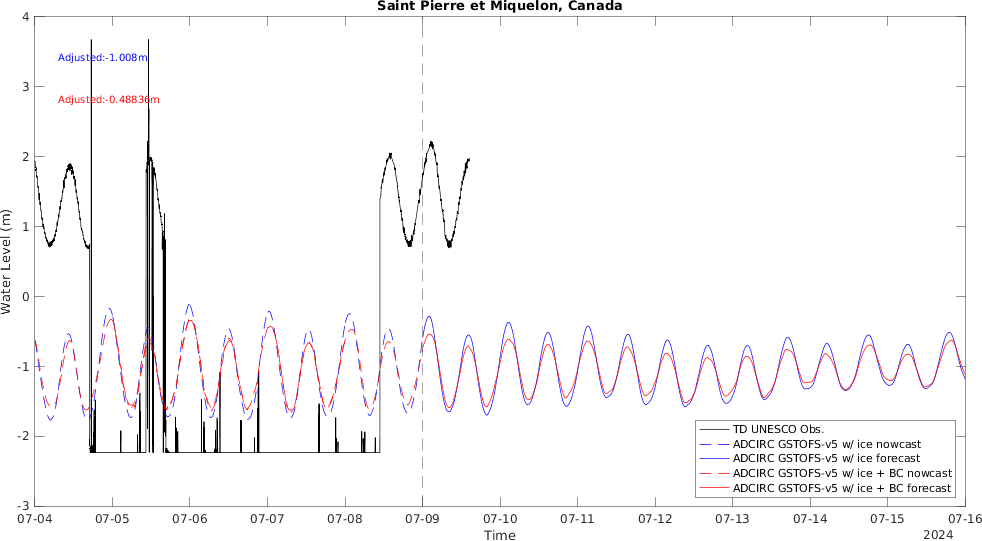 Saint Pierre et Miquelon, Canada
4
Adjusted:-1.008m
3
Adjusted:-0.48836m
2
1
0
-1
-2
-3
Water Level (m)
TD UNESCO Obs.
ADCIRC GSTOFS-v5 w/ ice nowcast
ADCIRC GSTOFS-v5 w/ ice forecast
ADCIRC GSTOFS-v5 w/ ice + BC nowcast
ADCIRC GSTOFS-v5 w/ ice + BC forecast
07-04 07-05 07-06 07-07 07-08 07-09 07-10 07-11 07-12 07-13 07-14 07-15 07-16
Time
2024